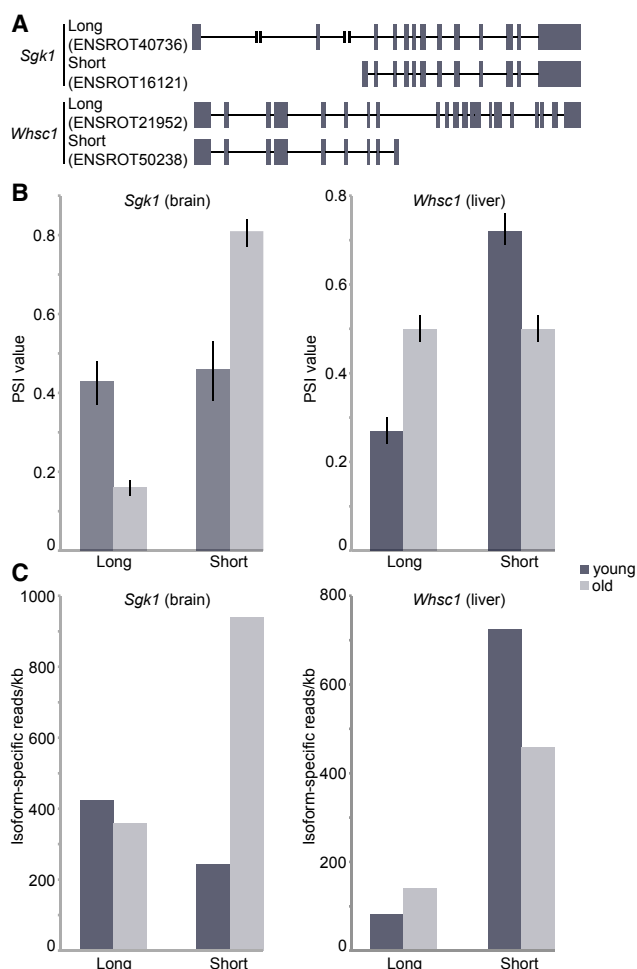 A
Sgk1
Long
(ENSROT40736)
Short
(ENSROT16121)
Whsc1
Long
(ENSROT21952)
Short
(ENSROT50238)
B
Sgk1 (brain)
PSI value
0.8
0.6
0.4
0.2
0
Long
Short
Whsc1 (liver)
PSI value
0.8
0.6
0.4
0.2
0
Long
Short
young
old
C
Sgk1 (brain)
Isoform-specific reads/kb
1000
800
600
400
200
0
Long
Short
Whsc1 (liver)
Isoform-specific reads/kb
800
600
400
200
0
Long
Short